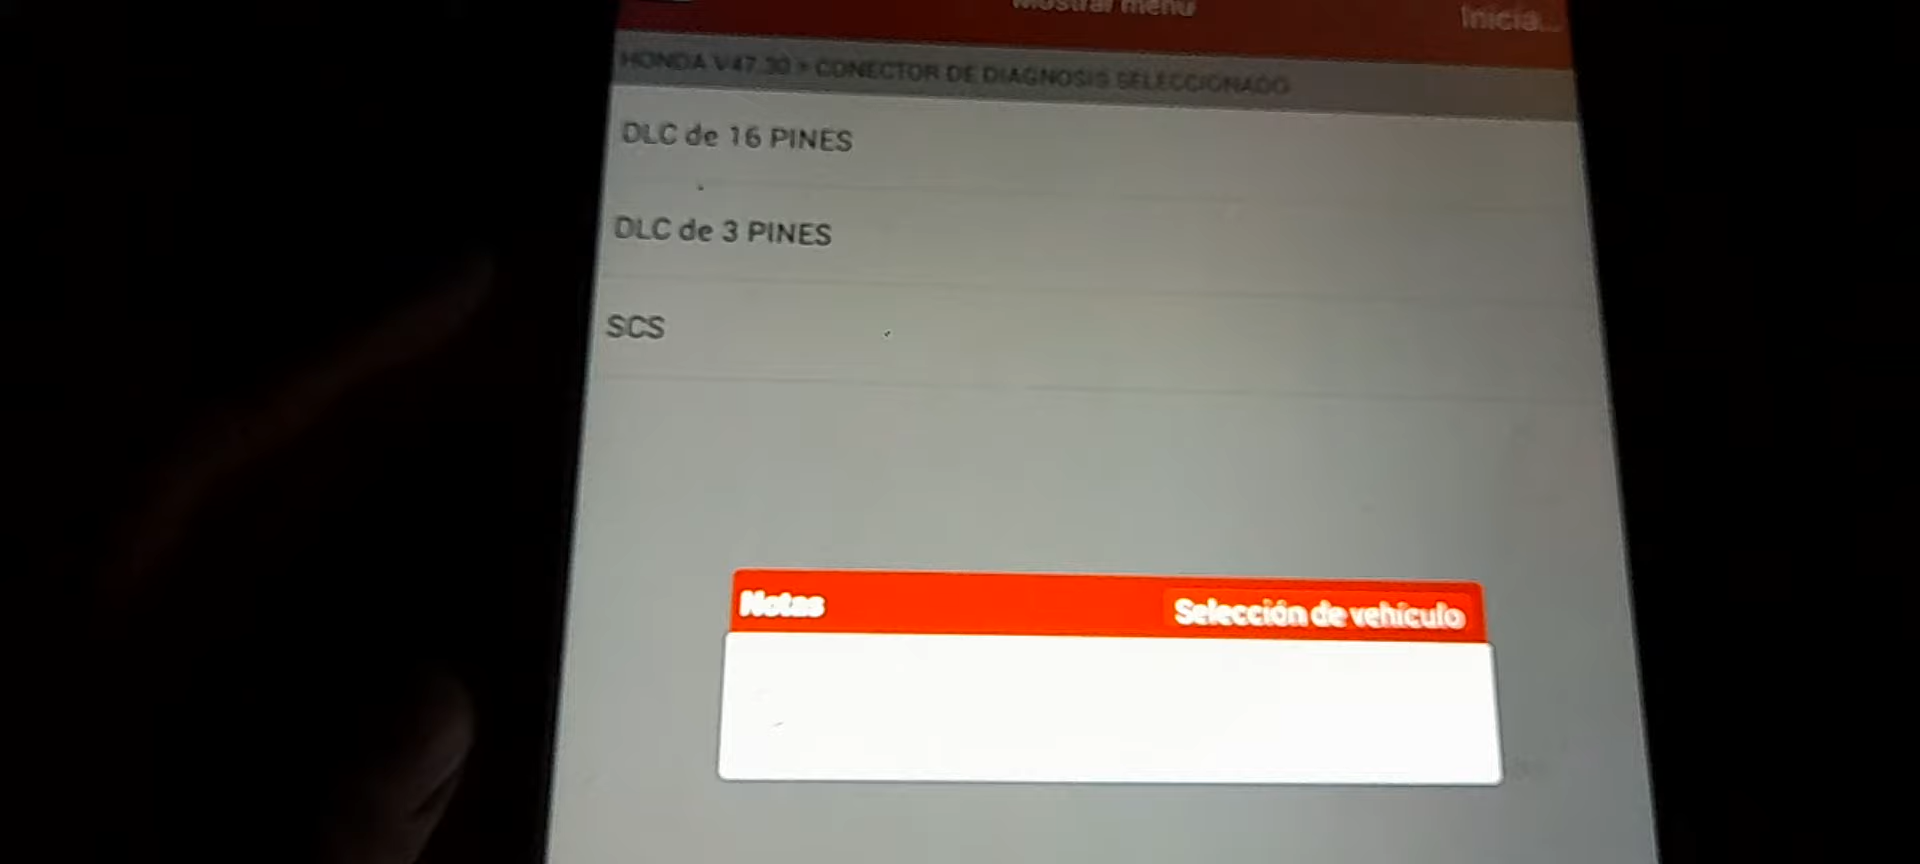 Mostrar menú
Inicia...
HONDA V47.30 > CONECTOR DE DIAGNOSIS SELECCIONADO
DLC de 16 PINES
DLC de 3 PINES
SCS
Notas
Selección de vehículo